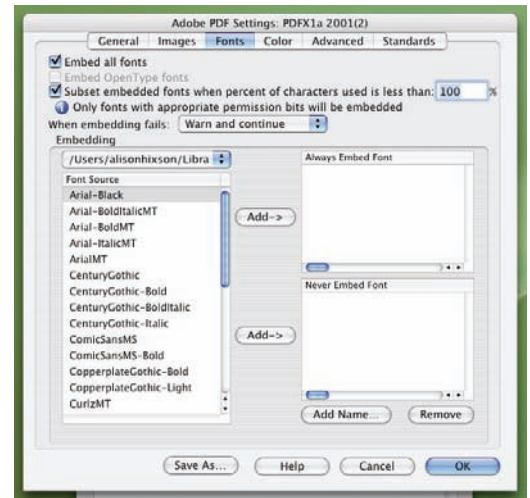 Adobe PDF Settings: PDFX1a 2001(2)
General Images Fonts Color Advanced Standards
Embed all fonts
Embed OpenType fonts
Subset embedded fonts when percent of characters used is less than: 100 %
Only fonts with appropriate permission bits will be embedded
When embedding fails: Warn and continue
Embedding
/Users/alisonhixson/Libra
Font Source
Arial-Black
Arial-BoldItalicMT
Arial-BoldMT
Arial-ItalicMT
ArialMT
CenturyGothic
CenturyGothic-Bold
CenturyGothic-BoldItalic
CenturyGothic-Italic
ComicSansMS
ComicSansMS-Bold
CopperplateGothic-Bold
CopperplateGothic-Light
CurlzMT
Add->
Always Embed Font
Add->
Never Embed Font
Add Name... Remove
Save As... Help Cancel OK